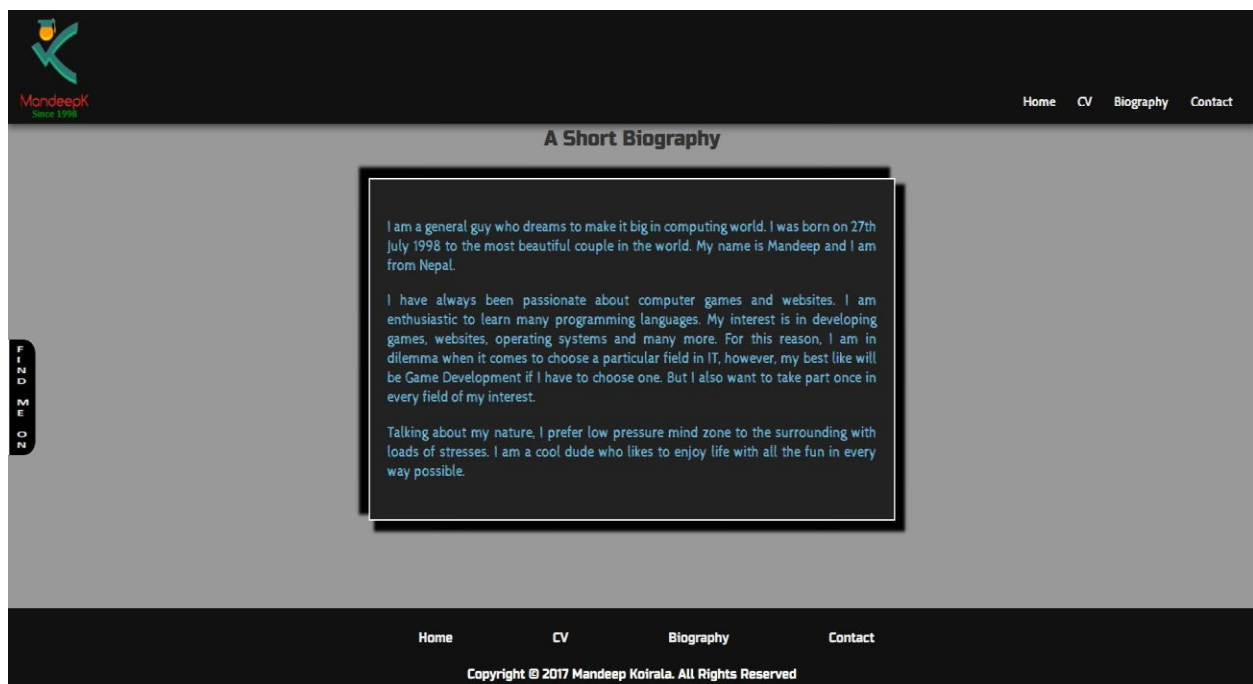 MandeepK
Since 1998
Home CV Biography Contact
A Short Biography
I am a general guy who dreams to make it big in computing world. I was born on 27th
July 1998 to the most beautiful couple in the world. My name is Mandeep and I am
from Nepal.
I have always been passionate about computer games and websites. I am
enthusiastic to learn many programming languages. My interest is in developing
games, websites, operating systems and many more. For this reason, I am in
dilemma when it comes to choose a particular field in IT, however, my best like will
be Game Development if I have to choose one. But I also want to take part once in
every field of my interest.
Talking about my nature, I prefer low pressure mind zone to the surrounding with
loads of stresses. I am a cool dude who likes to enjoy life with all the fun in every
way possible.
FIND ME ON
Home CV Biography Contact
Copyright © 2017 Mandeep Koirala. All Rights Reserved